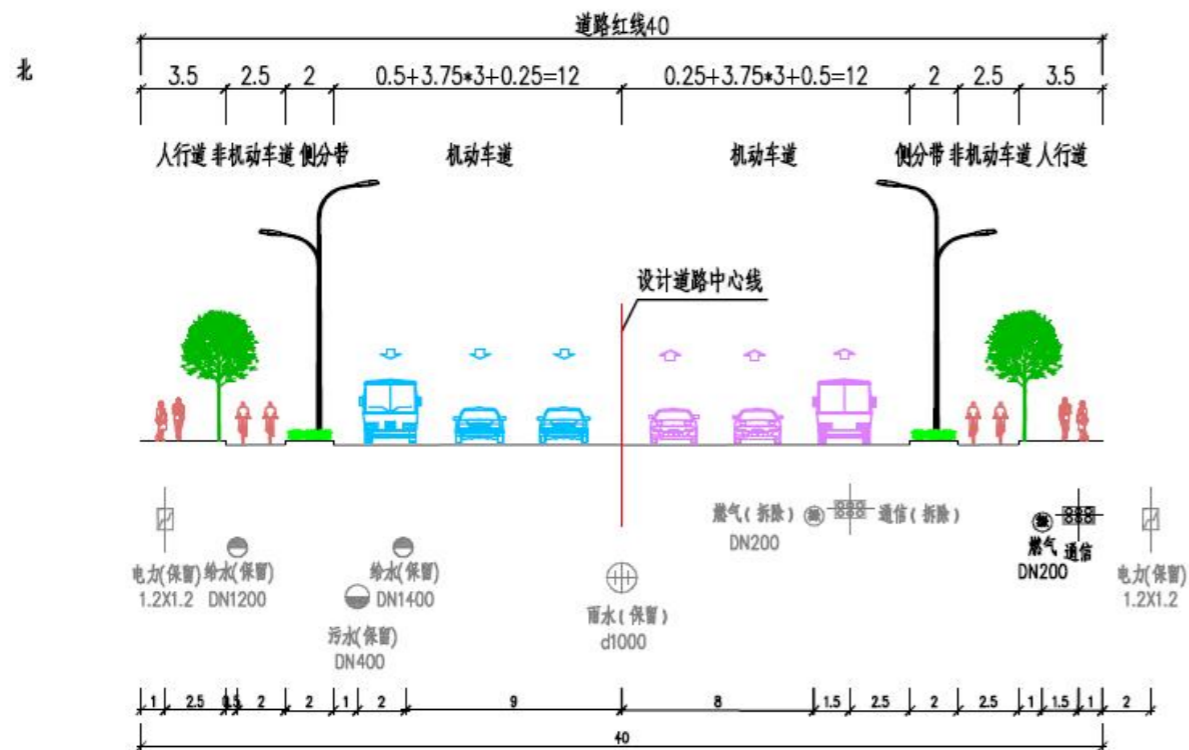 道路红线40
北
3.5 2.5 2 0.5+3.75*3+0.25=12 0.25+3.75*3+0.5=12 2 2.5 3.5
人行道 非机动车道 侧分带 机动车道 机动车道 侧分带 非机动车道 人行道
设计道路中心线
燃气(拆除) 通信(拆除)
DN200
燃气 通信
DN200
电力(保留) 给水(保留) 给水(保留) 电力(保留)
1.2X1.2 DN1200 DN1400 1.2X1.2
雨水(保留)
d1000
污水(保留)
DN400
1 2.5 0.5 2 2 1 2 9 8 1.5 2.5 2 2.5 1 1.5 1 2
40